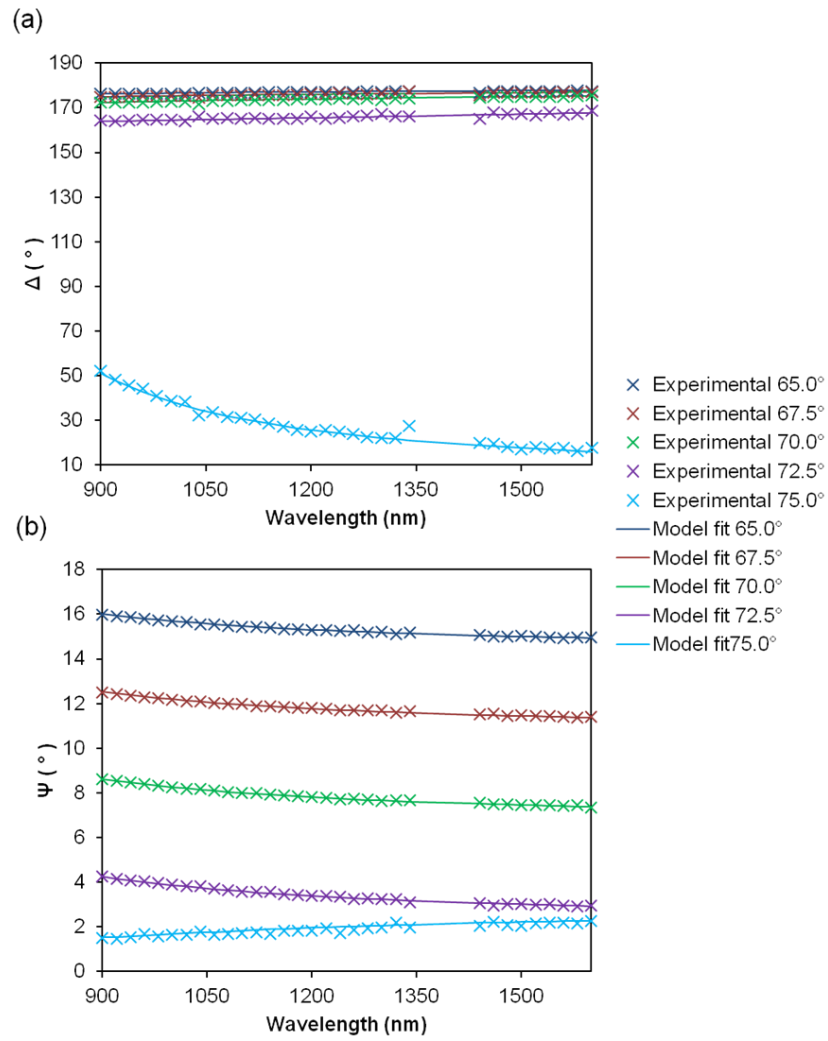 (a)
190
170
150
130
110
90
70
50
30
10
Δ ( ° )
900 1050 1200 1350 1500
Wavelength (nm)
Experimental 65.0°
Experimental 67.5°
Experimental 70.0°
Experimental 72.5°
Experimental 75.0°
Model fit 65.0°
Model fit 67.5°
Model fit 70.0°
Model fit 72.5°
Model fit75.0°
(b)
18
16
14
12
10
8
6
4
2
0
Ψ ( ° )
900 1050 1200 1350 1500
Wavelength (nm)